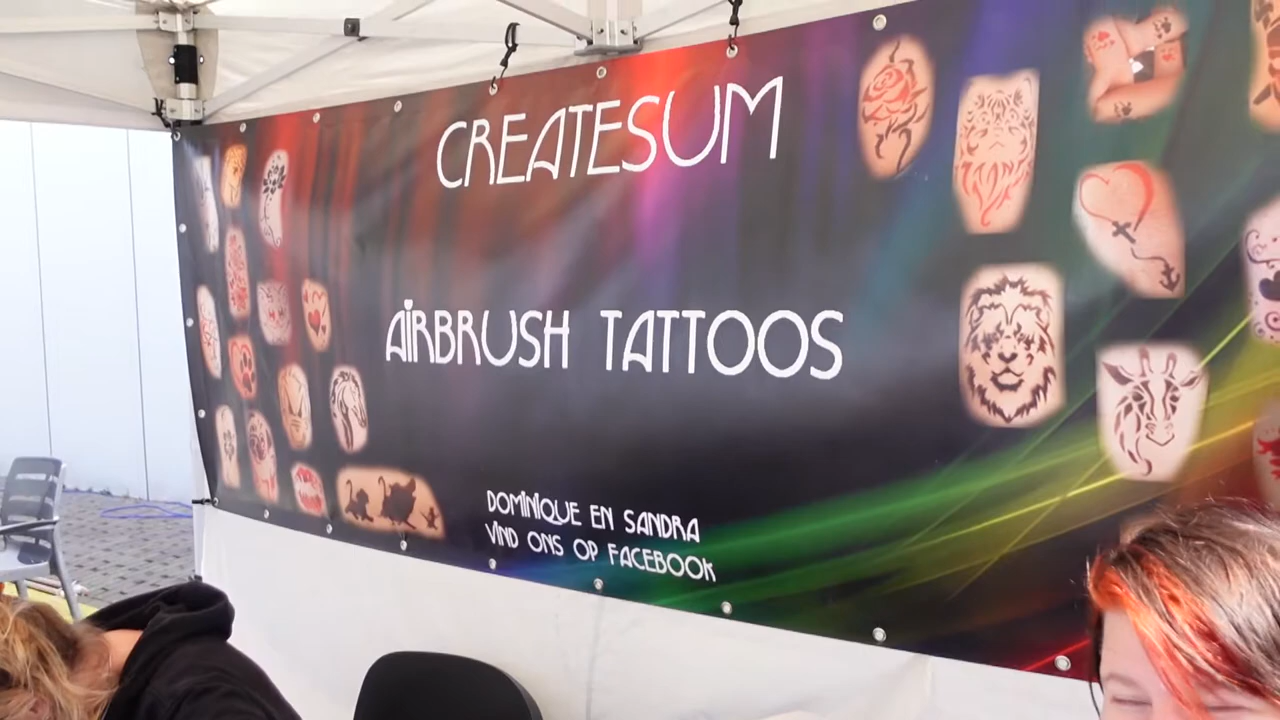 CREATESUM
AIRBRUSH TATTOOS
DOMINIQUE EN SANDRA
VIND ONS OP FACEBOOK